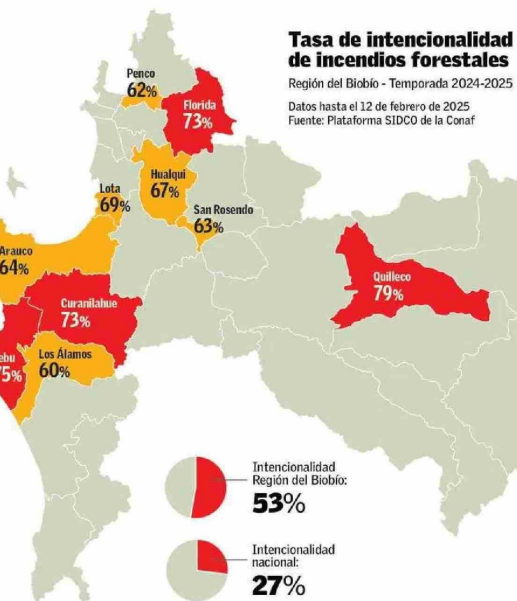 Tasa de intencionalidad
de incendios forestales
Región del Biobío - Temporada 2024-2025
Datos hasta el 12 de febrero de 2025
Fuente: Plataforma SIDCO de la Conaf
Penco
62%
Florida
73%
Hualqui
67%
Lota
69%
San Rosendo
63%
Arauco
64%
Quilleco
79%
Curanilahue
73%
ebu
75%
Los Álamos
60%
Intencionalidad
Región del Biobío:
53%
Intencionalidad
nacional:
27%